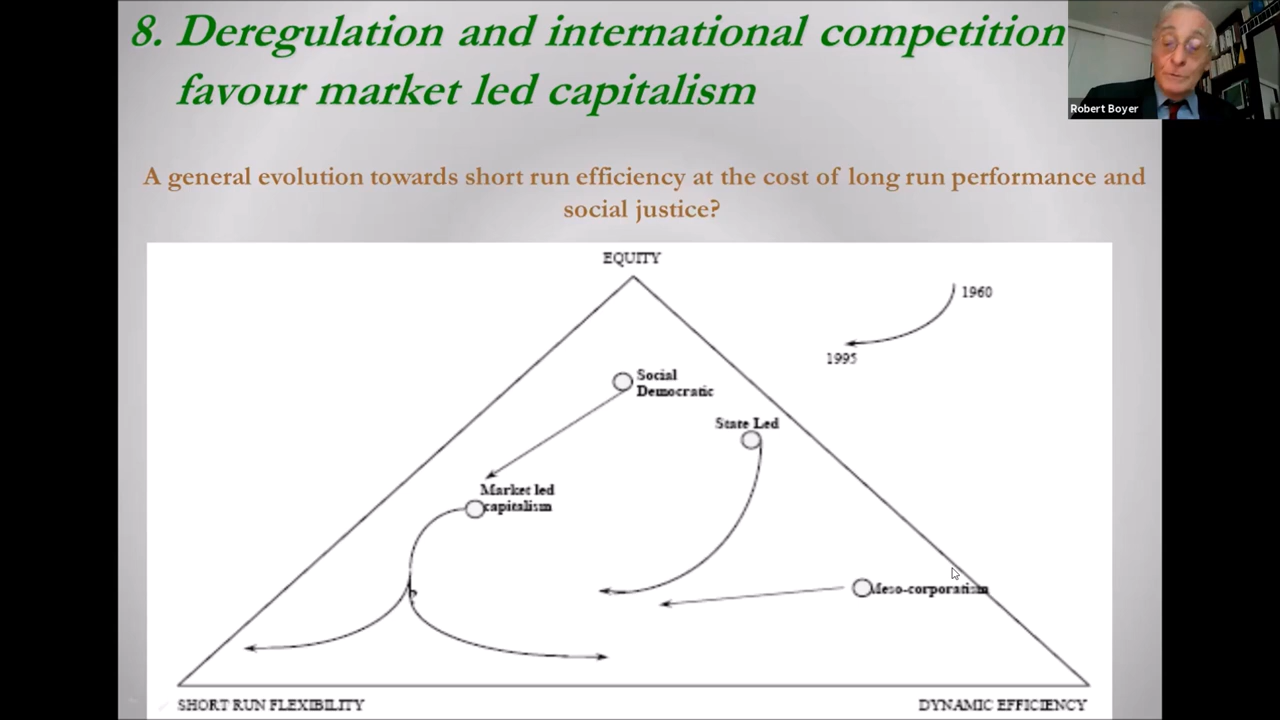 8. Deregulation and international competition
favour market led capitalism
Robert Boyer
A general evolution towards short run efficiency at the cost of long run performance and
social justice?
EQUITY
1960
1995
Social
Democratic
State Led
Market led
capitalism
Meso-corporatism
SHORT RUN FLEXIBILITY
DYNAMIC EFFICIENCY